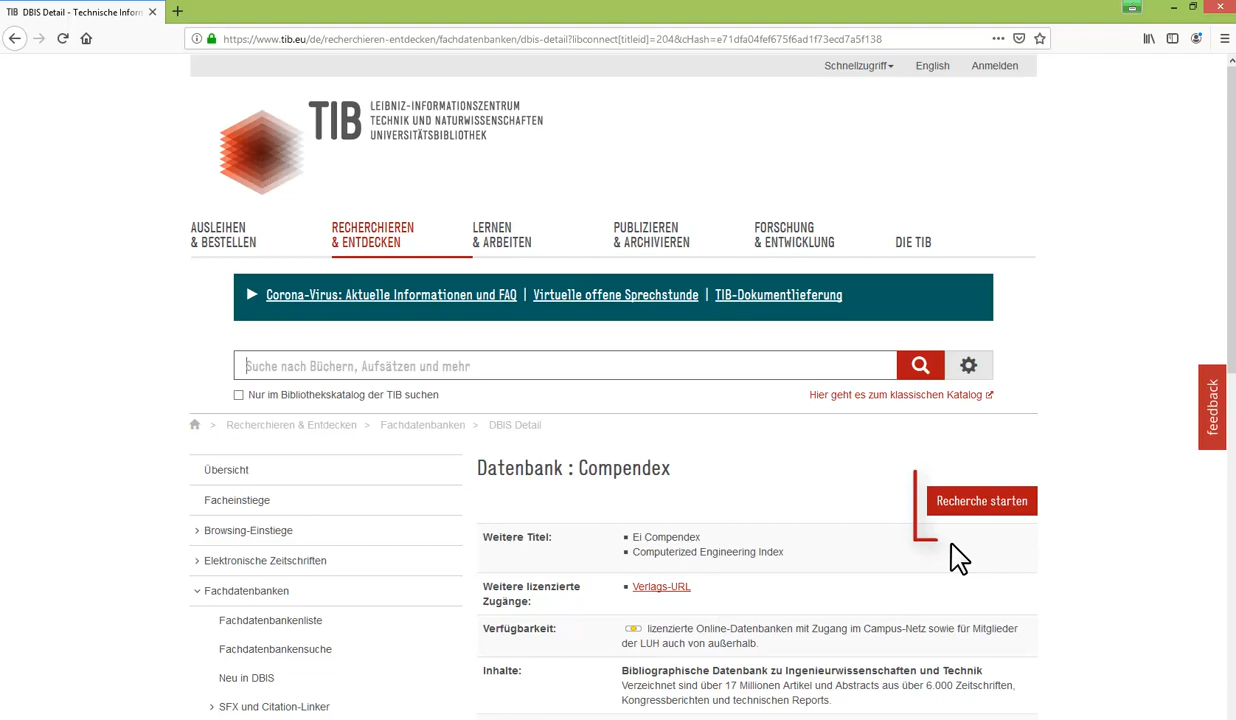 TIB DBIS Detail - Technische Inform
https://www.tib.eu/de/recherchieren-entdecken/fachdatenbanken/dbis-detail?libconnect[titleid]=204&cHash=e71dfa04fef675f6ad1f73ecd7a5f138
Schnellzugriff
English
Anmelden
TIB
LEIBNIZ-INFORMATIONSZENTRUM
TECHNIK UND NATURWISSENSCHAFTEN
UNIVERSITÄTSBIBLIOTHEK
AUSLEIHEN
& BESTELLEN
RECHERCHIEREN
& ENTDECKEN
LERNEN
& ARBEITEN
PUBLIZIEREN
& ARCHIVIEREN
FORSCHUNG
& ENTWICKLUNG
DIE TIB
Corona-Virus: Aktuelle Informationen und FAQ | Virtuelle offene Sprechstunde | TIB-Dokumentlieferung
Suche nach Büchern, Aufsätzen und mehr
Nur im Bibliothekskatalog der TIB suchen
Hier geht es zum klassischen Katalog
feedback
> Recherchieren & Entdecken > Fachdatenbanken > DBIS Detail
Übersicht
Facheinstiege
Browsing-Einstiege
Elektronische Zeitschriften
Fachdatenbanken
Fachdatenbankenliste
Fachdatenbankensuche
Neu in DBIS
SFX und Citation-Linker
Datenbank : Compendex
Recherche starten
Weitere Titel:
Ei Compendex
Computerized Engineering Index
Weitere lizenzierte
Zugänge:
Verlags-URL
Verfügbarkeit:
lizenzierte Online-Datenbanken mit Zugang im Campus-Netz sowie für Mitglieder
der LUH auch von außerhalb.
Inhalte:
Bibliographische Datenbank zu Ingenieurwissenschaften und Technik
Verzeichnet sind über 17 Millionen Artikel und Abstracts aus über 6.000 Zeitschriften,
Kongressberichten und technischen Reports.